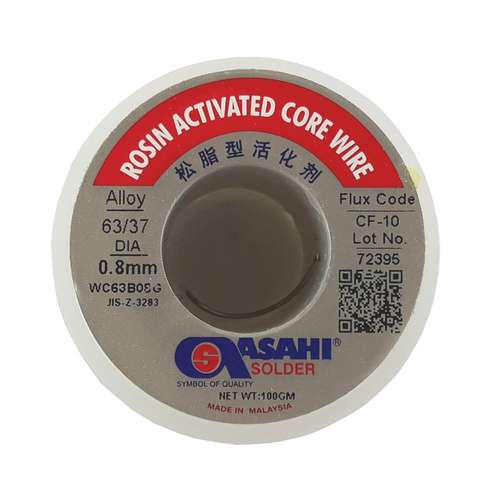 ROSIN ACTIVATED CORE WIRE
松脂型活化剂
Alloy
63/37
DIA
0.8mm
WC63B08G
JIS-Z-3283
Flux Code
CF-10
Lot No.
72395
ASAHI®
SOLDER
SYMBOL OF QUALITY
NET WT:100GM
MADE IN MALAYSIA